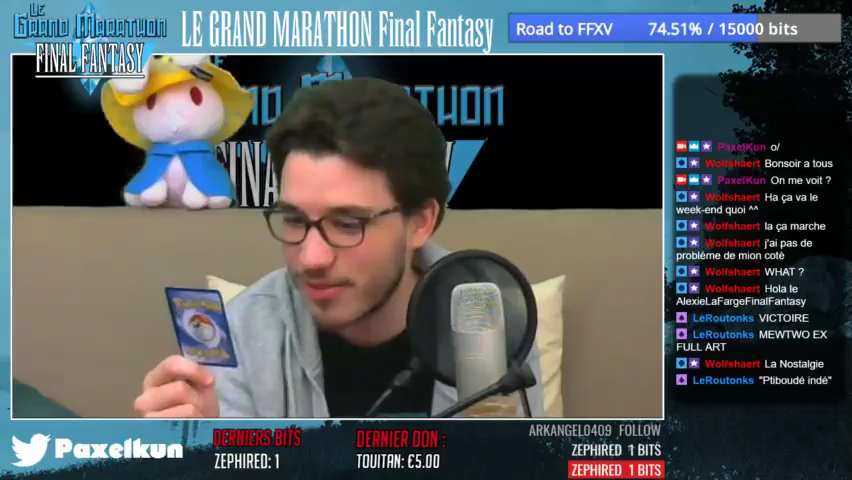 LE
GRAND MARATHON
FINAL FANTASY
LE GRAND MARATHON Final Fantasy
Road to FFXV 74.51% / 15000 bits
PaxelKun o/
Wolfshaert Bonsoir a tous
PaxelKun On me voit ?
Wolfshaert Ha ça va le
week-end quoi ^^
Wolfshaert la ça marche
Wolfshaert j'ai pas de
probléme de mion coté
Wolfshaert WHAT ?
Wolfshaert Hola le
AlexieLaFargeFinalFantasy
LeRoutonks VICTOIRE
LeRoutonks MEWTWO EX
FULL ART
Wolfshaert La Nostalgie
LeRoutonks "Ptiboudé indé"
Paxelkun
DERNIERS BITS
ZEPHIRED: 1
DERNIER DON :
TOUITAN: €5.00
ARKANGEL0409 FOLLOW
ZEPHIRED 1 BITS
ZEPHIRED 1 BITS